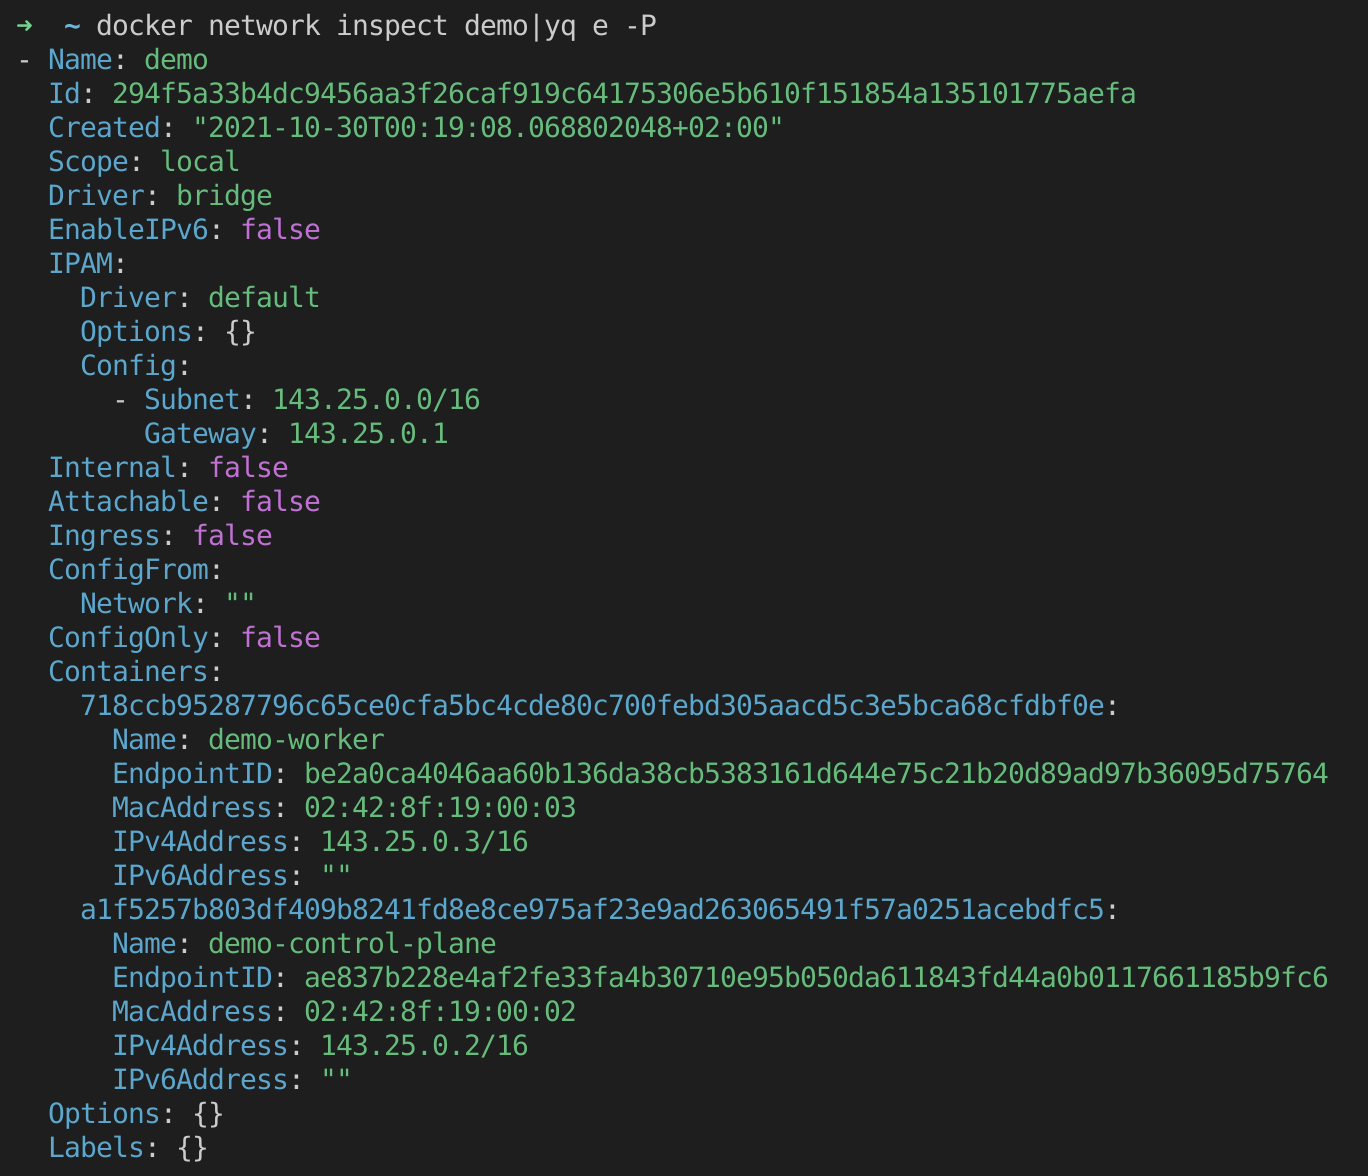 ➜  ~ docker network inspect demo|yq e -P
- Name: demo
  Id: 294f5a33b4dc9456aa3f26caf919c64175306e5b610f151854a135101775aefa
  Created: "2021-10-30T00:19:08.068802048+02:00"
  Scope: local
  Driver: bridge
  EnableIPv6: false
  IPAM:
    Driver: default
    Options: {}
    Config:
      - Subnet: 143.25.0.0/16
        Gateway: 143.25.0.1
  Internal: false
  Attachable: false
  Ingress: false
  ConfigFrom:
    Network: ""
  ConfigOnly: false
  Containers:
    718ccb95287796c65ce0cfa5bc4cde80c700febd305aacd5c3e5bca68cfdbf0e:
      Name: demo-worker
      EndpointID: be2a0ca4046aa60b136da38cb5383161d644e75c21b20d89ad97b36095d75764
      MacAddress: 02:42:8f:19:00:03
      IPv4Address: 143.25.0.3/16
      IPv6Address: ""
    a1f5257b803df409b8241fd8e8ce975af23e9ad263065491f57a0251acebdfc5:
      Name: demo-control-plane
      EndpointID: ae837b228e4af2fe33fa4b30710e95b050da611843fd44a0b0117661185b9fc6
      MacAddress: 02:42:8f:19:00:02
      IPv4Address: 143.25.0.2/16
      IPv6Address: ""
  Options: {}
  Labels: {}